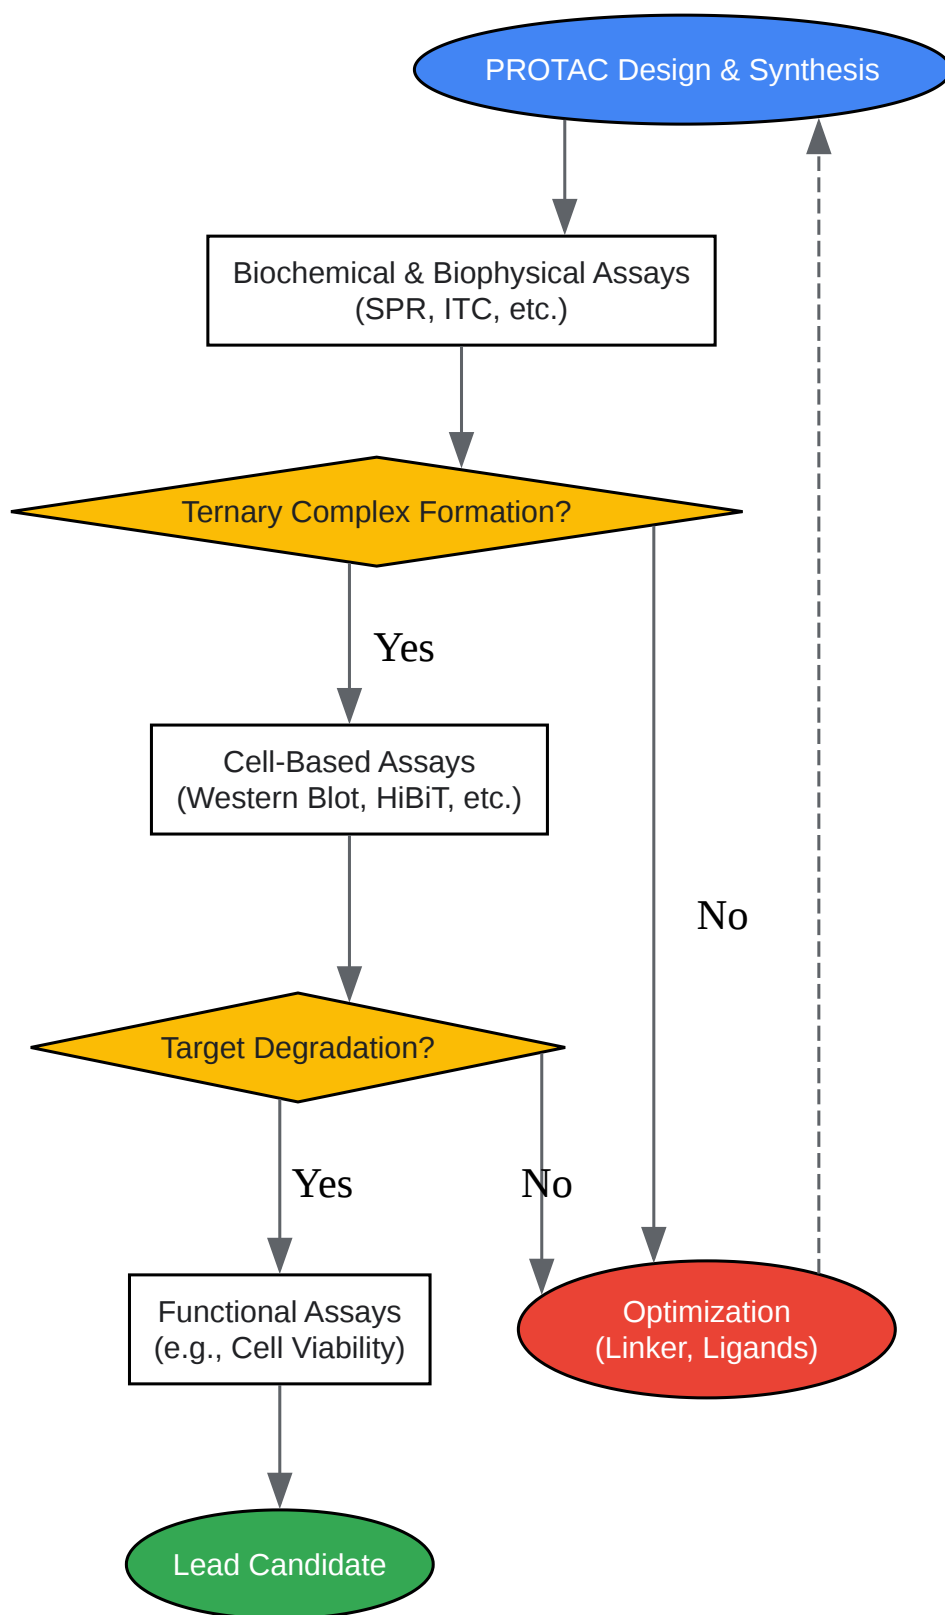 PROTAC Design & Synthesis
Biochemical & Biophysical Assays
(SPR, ITC, etc.)
Ternary Complex Formation?
Yes
Cell-Based Assays
(Western Blot, HiBiT, etc.)
No
Target Degradation?
Yes
No
Functional Assays
(e.g., Cell Viability)
Optimization
(Linker, Ligands)
Lead Candidate